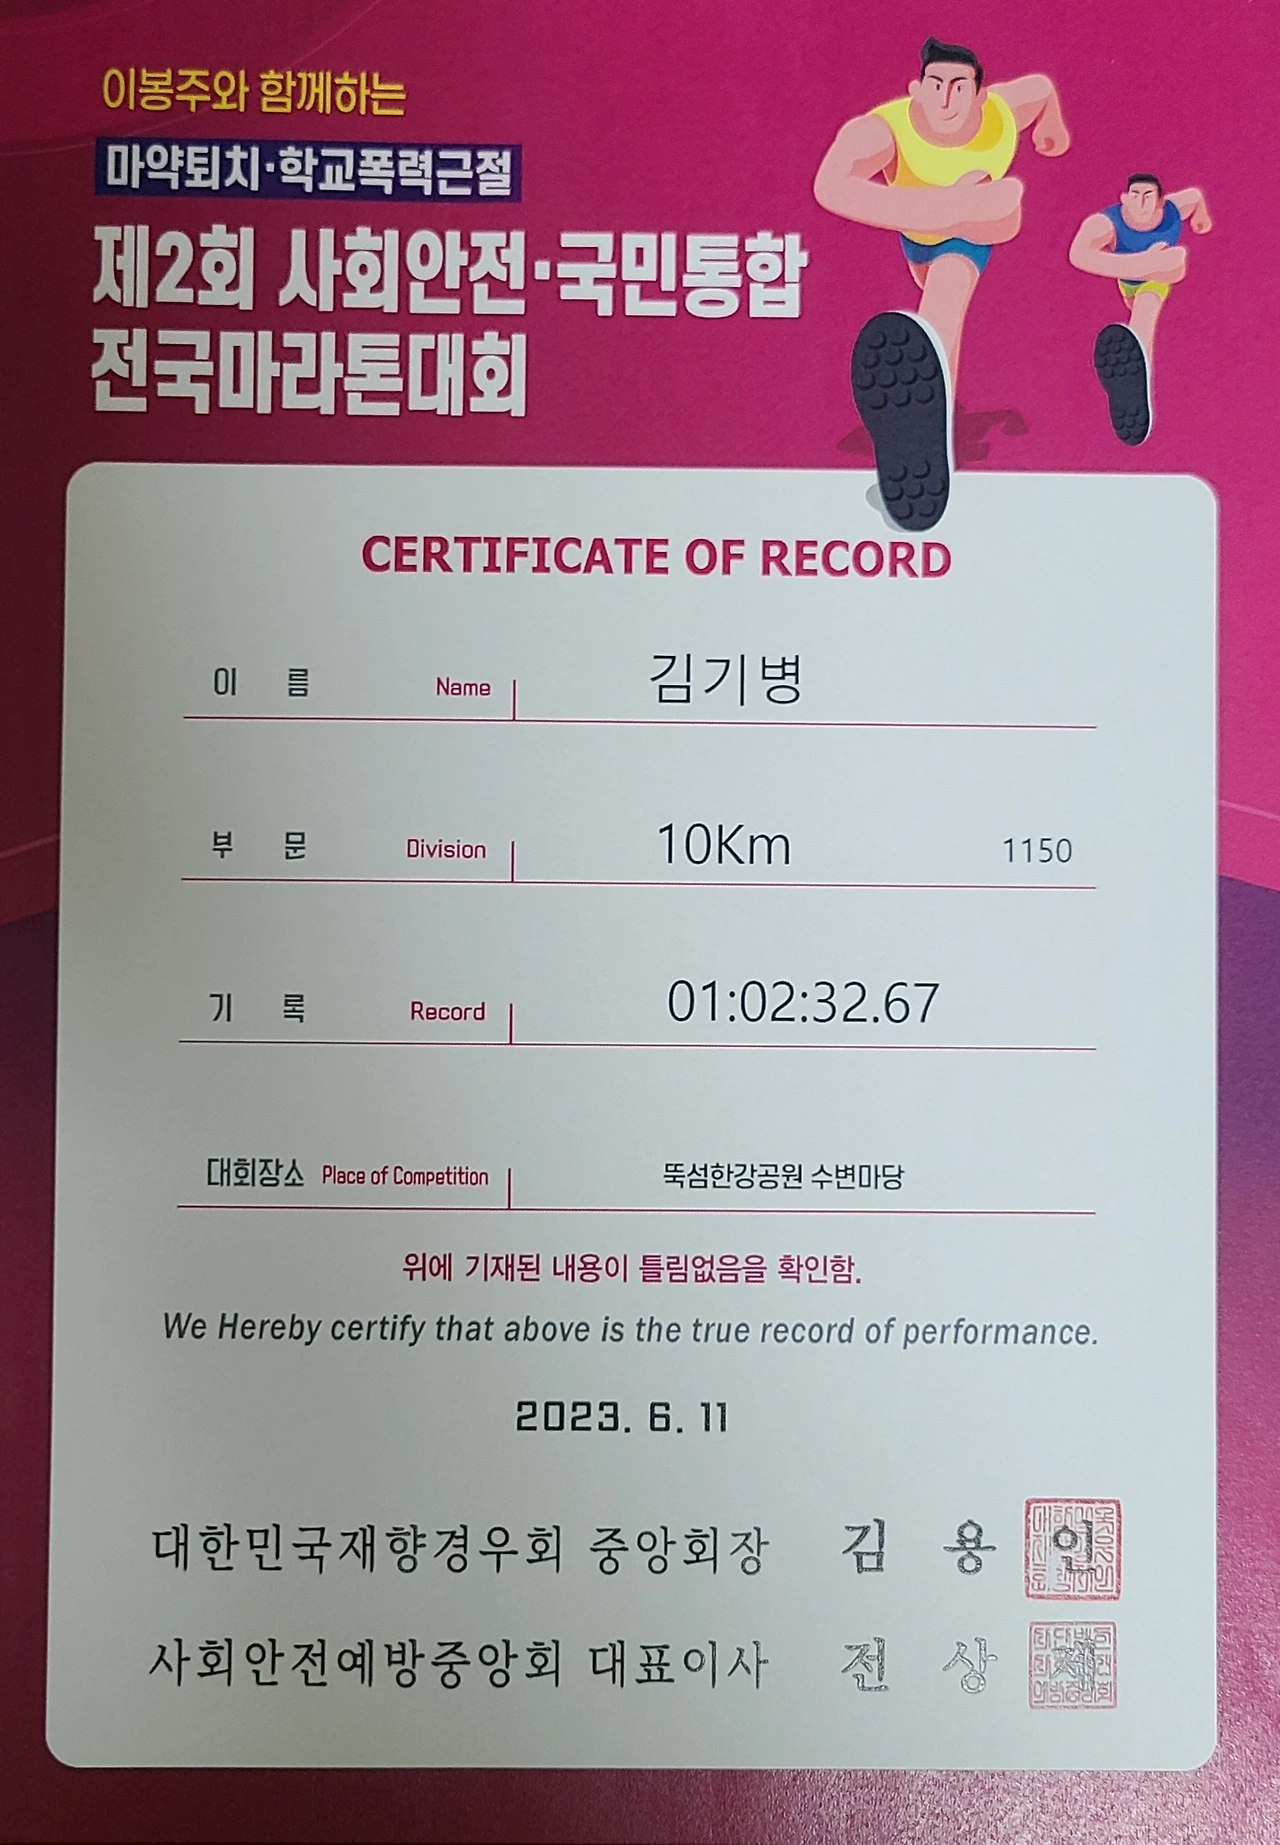 이봉주와 함께하는
마약퇴치·학교폭력근절
제2회 사회안전·국민통합
전국마라톤대회
CERTIFICATE OF RECORD
이 름 Name 김기병
부 문 Division 10Km 1150
기 록 Record 01:02:32.67
대회장소 Place of Competition 뚝섬한강공원 수변마당
위에 기재된 내용이 틀림없음을 확인함.
We Hereby certify that above is the true record of performance.
2023. 6. 11
대한민국재향경우회 중앙회장 김 용 인
사회안전예방중앙회 대표이사 전 상